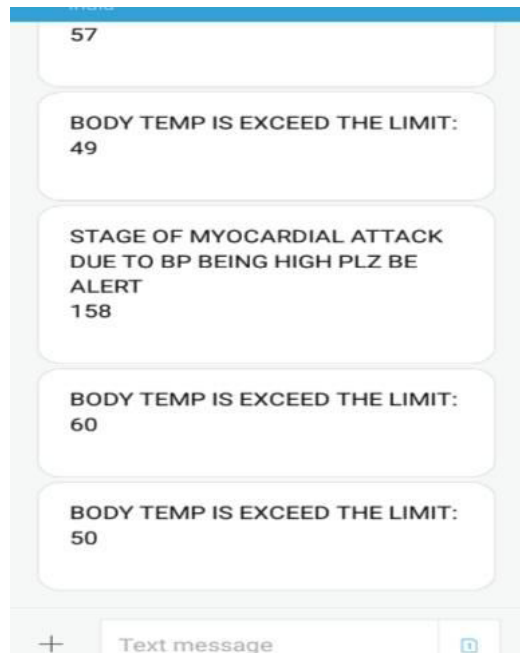 57
BODY TEMP IS EXCEED THE LIMIT:
49
STAGE OF MYOCARDIAL ATTACK
DUE TO BP BEING HIGH PLZ BE
ALERT
158
BODY TEMP IS EXCEED THE LIMIT:
60
BODY TEMP IS EXCEED THE LIMIT:
50
+ Text message 1